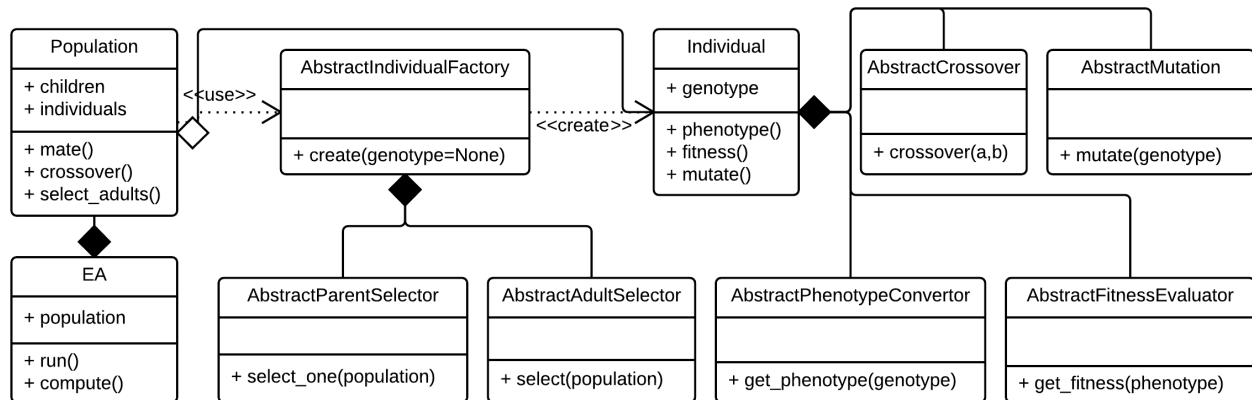 Population
+ children
+ individuals
+ mate()
+ crossover()
+ select_adults()
<<use>>
AbstractIndividualFactory
+ create(genotype=None)
<<create>>
Individual
+ genotype
+ phenotype()
+ fitness()
+ mutate()
AbstractCrossover
+ crossover(a,b)
AbstractMutation
+ mutate(genotype)
EA
+ population
+ run()
+ compute()
AbstractParentSelector
+ select_one(population)
AbstractAdultSelector
+ select(population)
AbstractPhenotypeConvertor
+ get_phenotype(genotype)
AbstractFitnessEvaluator
+ get_fitness(phenotype)